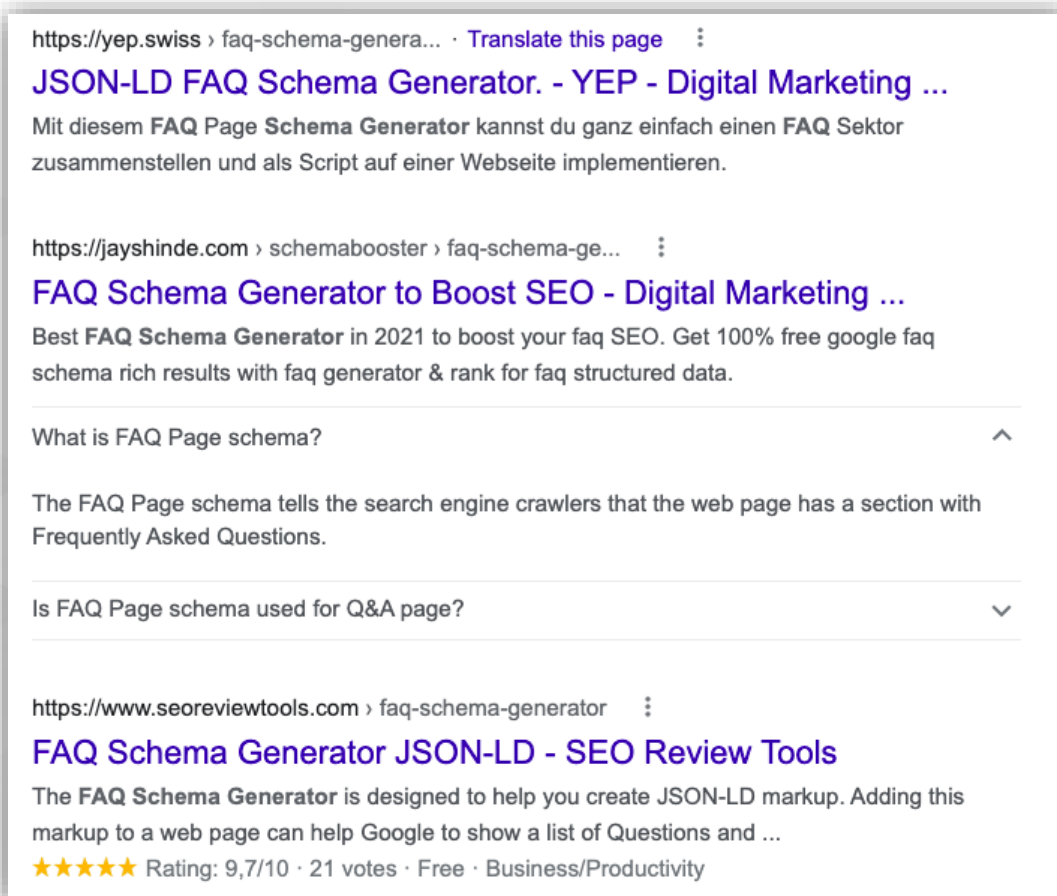 https://yep.swiss › faq-schema-genera... · Translate this page
JSON-LD FAQ Schema Generator. - YEP - Digital Marketing ...
Mit diesem FAQ Page Schema Generator kannst du ganz einfach einen FAQ Sektor
zusammenstellen und als Script auf einer Webseite implementieren.
https://jayshinde.com › schemabooster › faq-schema-ge...
FAQ Schema Generator to Boost SEO - Digital Marketing ...
Best FAQ Schema Generator in 2021 to boost your faq SEO. Get 100% free google faq
schema rich results with faq generator & rank for faq structured data.
What is FAQ Page schema?
The FAQ Page schema tells the search engine crawlers that the web page has a section with
Frequently Asked Questions.
Is FAQ Page schema used for Q&A page?
https://www.seoreviewtools.com › faq-schema-generator
FAQ Schema Generator JSON-LD - SEO Review Tools
The FAQ Schema Generator is designed to help you create JSON-LD markup. Adding this
markup to a web page can help Google to show a list of Questions and ...
★★★★★ Rating: 9,7/10 · 21 votes · Free · Business/Productivity